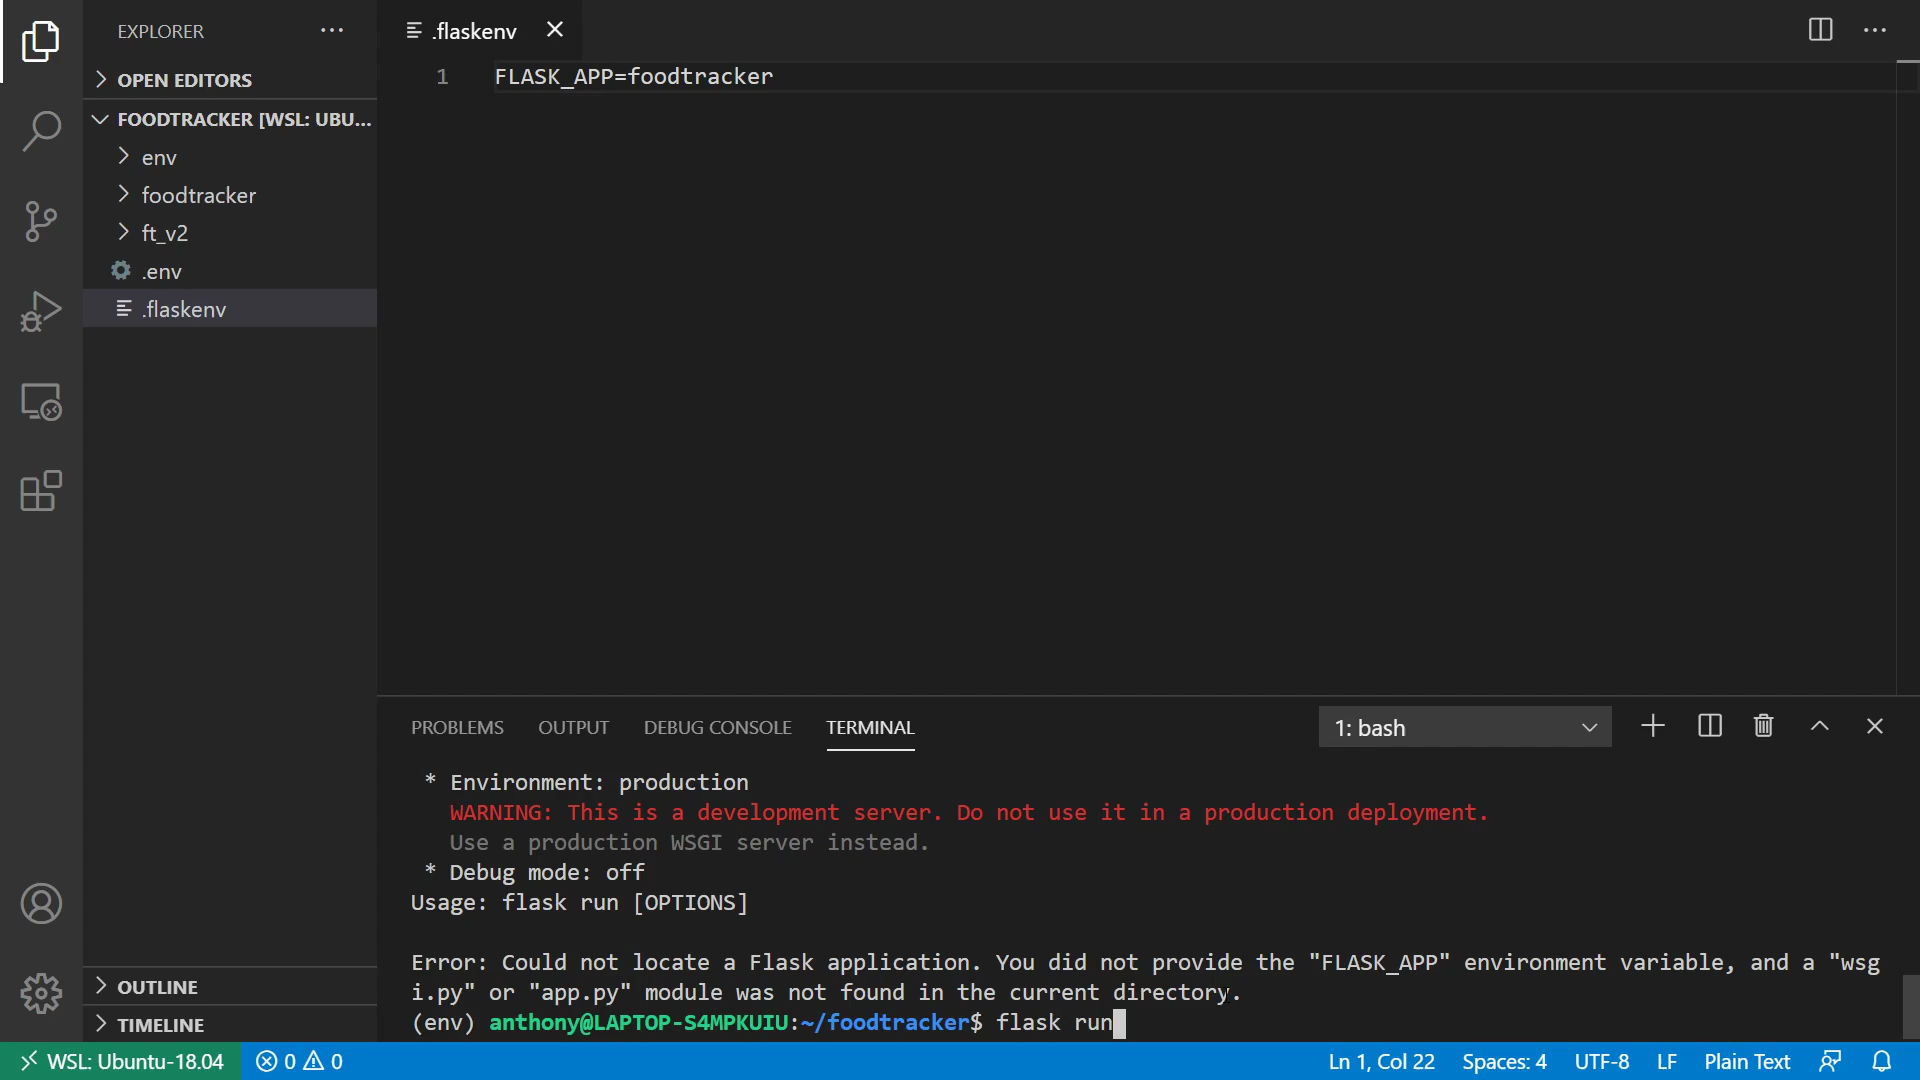 EXPLORER
.flaskenv
OPEN EDITORS
1 FLASK_APP=foodtracker
FOODTRACKER [WSL: UBU...
env
foodtracker
ft_v2
.env
.flaskenv
PROBLEMS OUTPUT DEBUG CONSOLE TERMINAL 1: bash
* Environment: production
WARNING: This is a development server. Do not use it in a production deployment.
Use a production WSGI server instead.
* Debug mode: off
Usage: flask run [OPTIONS]
Error: Could not locate a Flask application. You did not provide the "FLASK_APP" environment variable, and a "wsg
i.py" or "app.py" module was not found in the current directory.
(env) anthony@LAPTOP-S4MPKUIU:~/foodtracker$ flask run
OUTLINE
TIMELINE
WSL: Ubuntu-18.04 0 0 Ln 1, Col 22 Spaces: 4 UTF-8 LF Plain Text